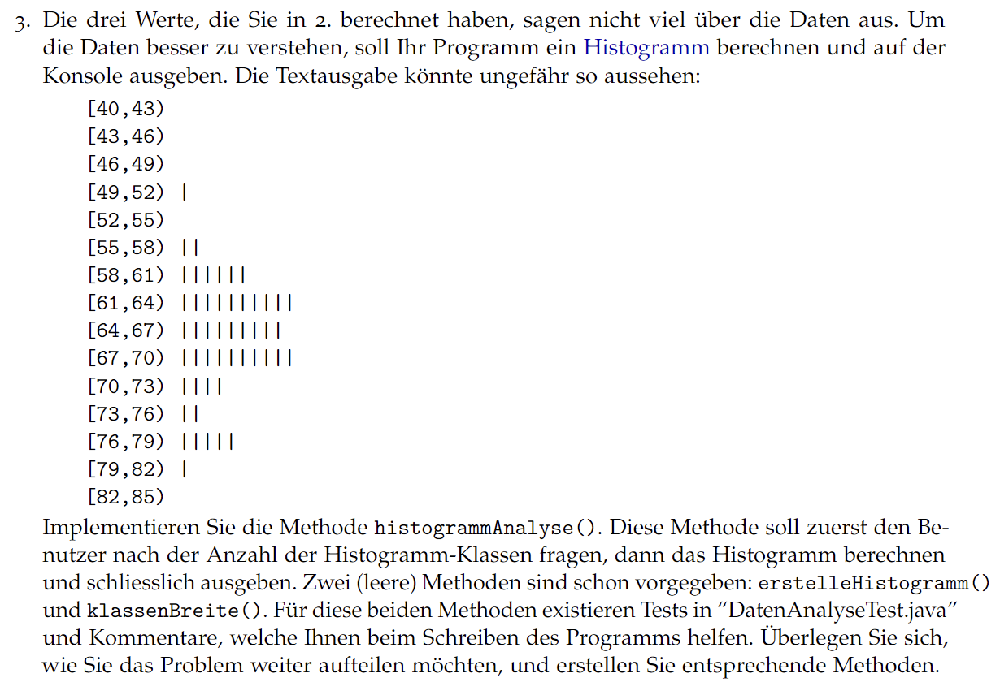 3. Die drei Werte, die Sie in 2. berechnet haben, sagen nicht viel über die Daten aus. Um
die Daten besser zu verstehen, soll Ihr Programm ein Histogramm berechnen und auf der
Konsole ausgeben. Die Textausgabe könnte ungefähr so aussehen:
[40,43)
[43,46)
[46,49)
[49,52) |
[52,55)
[55,58) ||
[58,61) ||||||
[61,64) ||||||||||
[64,67) |||||||||
[67,70) ||||||||||
[70,73) ||||
[73,76) ||
[76,79) |||||
[79,82) |
[82,85)
Implementieren Sie die Methode histogrammAnalyse(). Diese Methode soll zuerst den Be-
nutzer nach der Anzahl der Histogramm-Klassen fragen, dann das Histogramm berechnen
und schliesslich ausgeben. Zwei (leere) Methoden sind schon vorgegeben: erstelleHistogramm()
und klassenBreite(). Für diese beiden Methoden existieren Tests in “DatenAnalyseTest.java”
und Kommentare, welche Ihnen beim Schreiben des Programms helfen. Überlegen Sie sich,
wie Sie das Problem weiter aufteilen möchten, und erstellen Sie entsprechende Methoden.